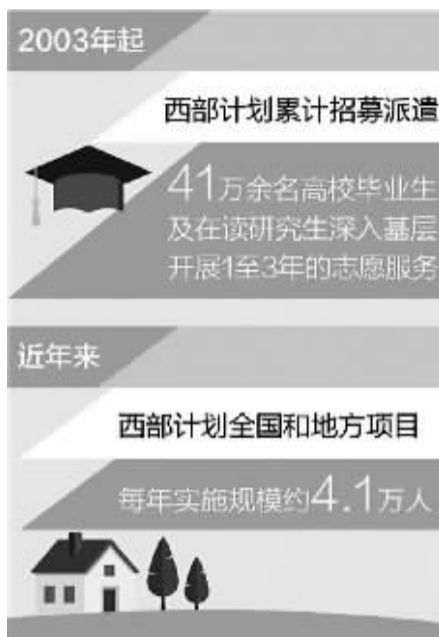 2003年起
西部计划累计招募派遣
41万余名高校毕业生
及在读研究生深入基层
开展1至3年的志愿服务
近年来
西部计划全国和地方项目
每年实施规模约4.1万人